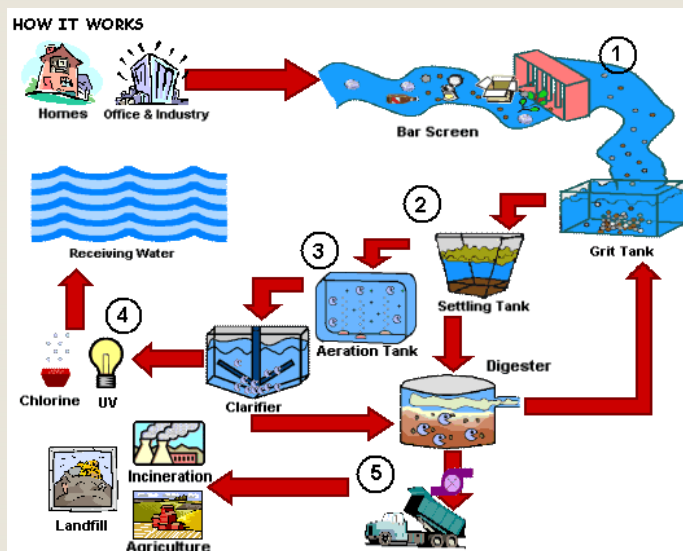 HOW IT WORKS
1
Homes
Office & Industry
Bar Screen
Receiving Water
2
Grit Tank
3
Settling Tank
4
Aeration Tank
Digester
Chlorine
UV
Clarifier
5
Incineration
Landfill
Agriculture